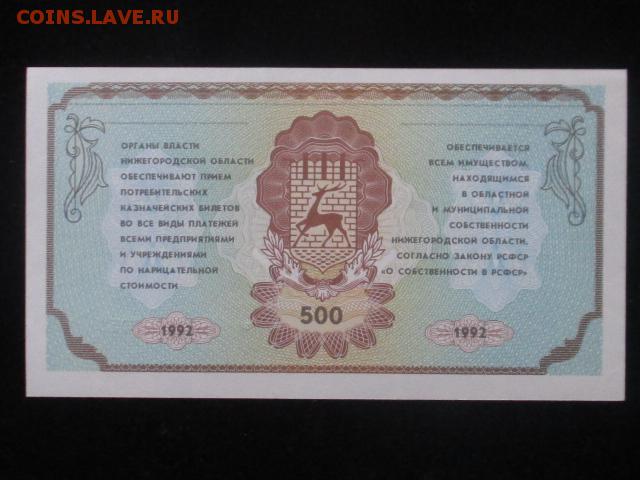 COINS.LAVE.RU
ОРГАНЫ ВЛАСТИ
НИЖЕГОРОДСКОЙ ОБЛАСТИ
ОБЕСПЕЧИВАЮТ ПРИЕМ
ПОТРЕБИТЕЛЬСКИХ
КАЗНАЧЕЙСКИХ БИЛЕТОВ
ВО ВСЕ ВИДЫ ПЛАТЕЖЕЙ
ВСЕМИ ПРЕДПРИЯТИЯМИ
И УЧРЕЖДЕНИЯМИ
ПО НАРИЦАТЕЛЬНОЙ
СТОИМОСТИ
ОБЕСПЕЧИВАЕТСЯ
ВСЕМ ИМУЩЕСТВОМ,
НАХОДЯЩИМСЯ
В ОБЛАСТНОЙ
И МУНИЦИПАЛЬНОЙ
СОБСТВЕННОСТИ
НИЖЕГОРОДСКОЙ ОБЛАСТИ,
СОГЛАСНО ЗАКОНУ РСФСР
«О СОБСТВЕННОСТИ В РСФСР»
500
1992
1992